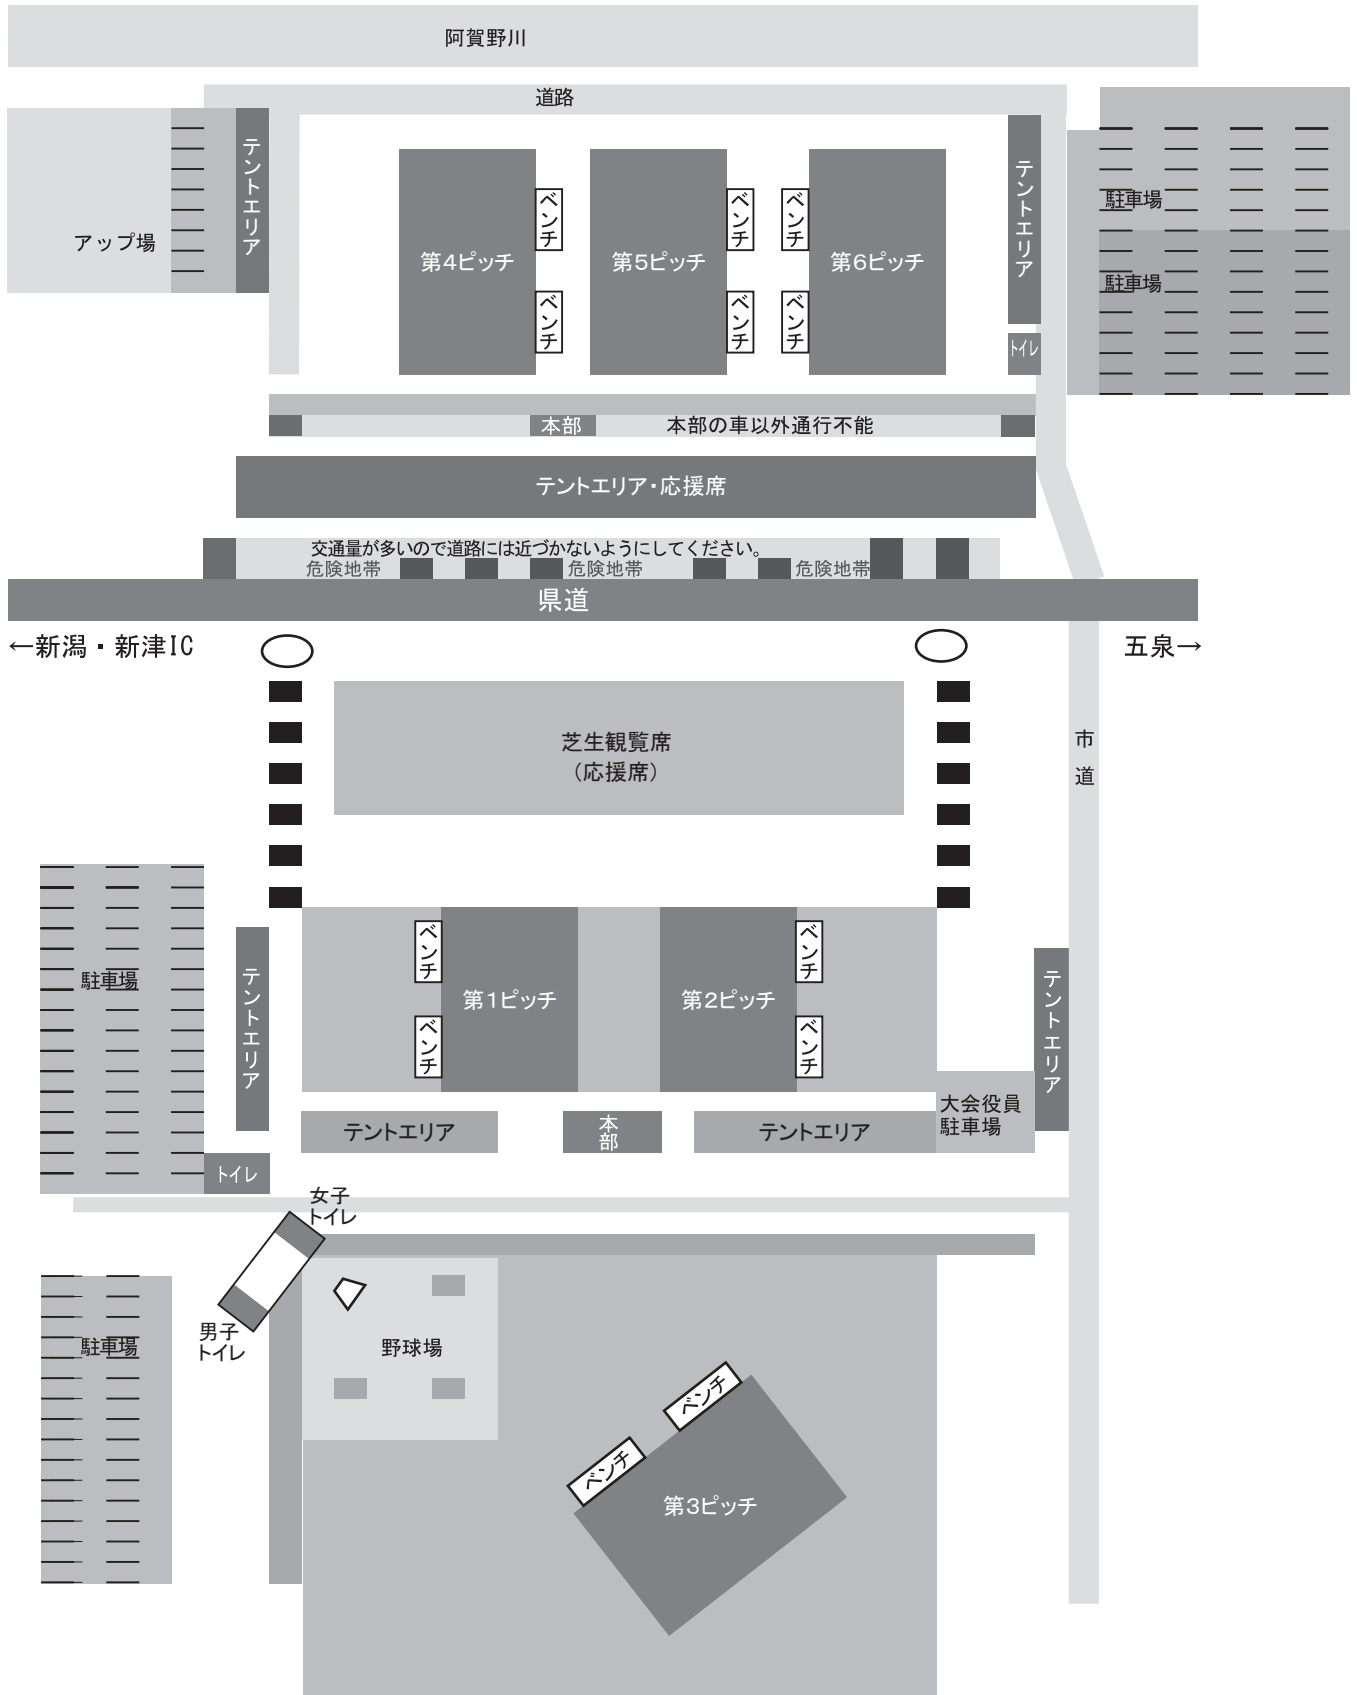 阿賀野川
道路
テントエリア
アップ場
テントエリア
駐車場
駐車場
ベンチ
ベンチ
ベンチ
第4ピッチ
第5ピッチ
第6ピッチ
ベンチ
ベンチ
ベンチ
トイレ
本部
本部の車以外通行不能
テントエリア・応援席
交通量が多いので道路には近づかないようにしてください。
危険地帯
危険地帯
危険地帯
県道
←新潟・新津IC
五泉→
芝生観覧席
(応援席)
市道
駐車場
テントエリア
ベンチ
ベンチ
第1ピッチ
第2ピッチ
ベンチ
ベンチ
テントエリア
テントエリア
本部
テントエリア
大会役員
駐車場
トイレ
女子
トイレ
男子
トイレ
駐車場
野球場
ベンチ
ベンチ
第3ピッチ